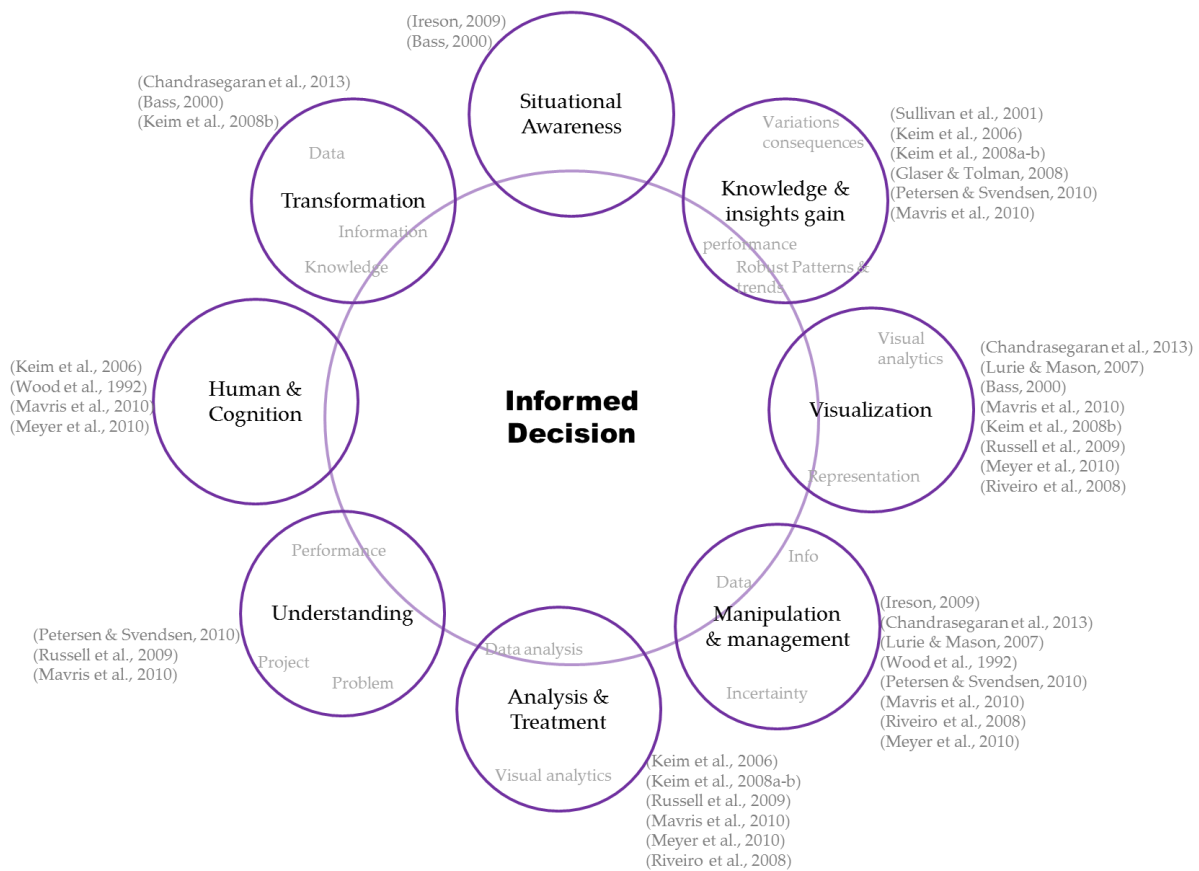 (Ireson, 2009)
(Bass, 2000)
Situational
Awareness
(Chandrasegaran et al., 2013)
(Bass, 2000)
(Keim et al., 2008b)
Data
Transformation
Information
Knowledge
Variations
consequences
Knowledge &
insights gain
performance
Robust Patterns &
trends
(Sullivan et al., 2001)
(Keim et al., 2006)
(Keim et al., 2008a-b)
(Glaser & Tolman, 2008)
(Petersen & Svendsen, 2010)
(Mavris et al., 2010)
(Keim et al., 2006)
(Wood et al., 1992)
(Mavris et al., 2010)
(Meyer et al., 2010)
Human &
Cognition
Informed
Decision
Visual
analytics
Visualization
Representation
(Chandrasegaran et al., 2013)
(Lurie & Mason, 2007)
(Bass, 2000)
(Mavris et al., 2010)
(Keim et al., 2008b)
(Russell et al., 2009)
(Meyer et al., 2010)
(Riveiro et al., 2008)
Performance
Understanding
Project
Problem
(Petersen & Svendsen, 2010)
(Russell et al., 2009)
(Mavris et al., 2010)
Data analysis
Analysis &
Treatment
Visual analytics
(Keim et al., 2006)
(Keim et al., 2008a-b)
(Russell et al., 2009)
(Mavris et al., 2010)
(Meyer et al., 2010)
(Riveiro et al., 2008)
Info
Data
Manipulation
& management
Incertainty
(Ireson, 2009)
(Chandrasegaran et al., 2013)
(Lurie & Mason, 2007)
(Wood et al., 1992)
(Petersen & Svendsen, 2010)
(Mavris et al., 2010)
(Riveiro et al., 2008)
(Meyer et al., 2010)